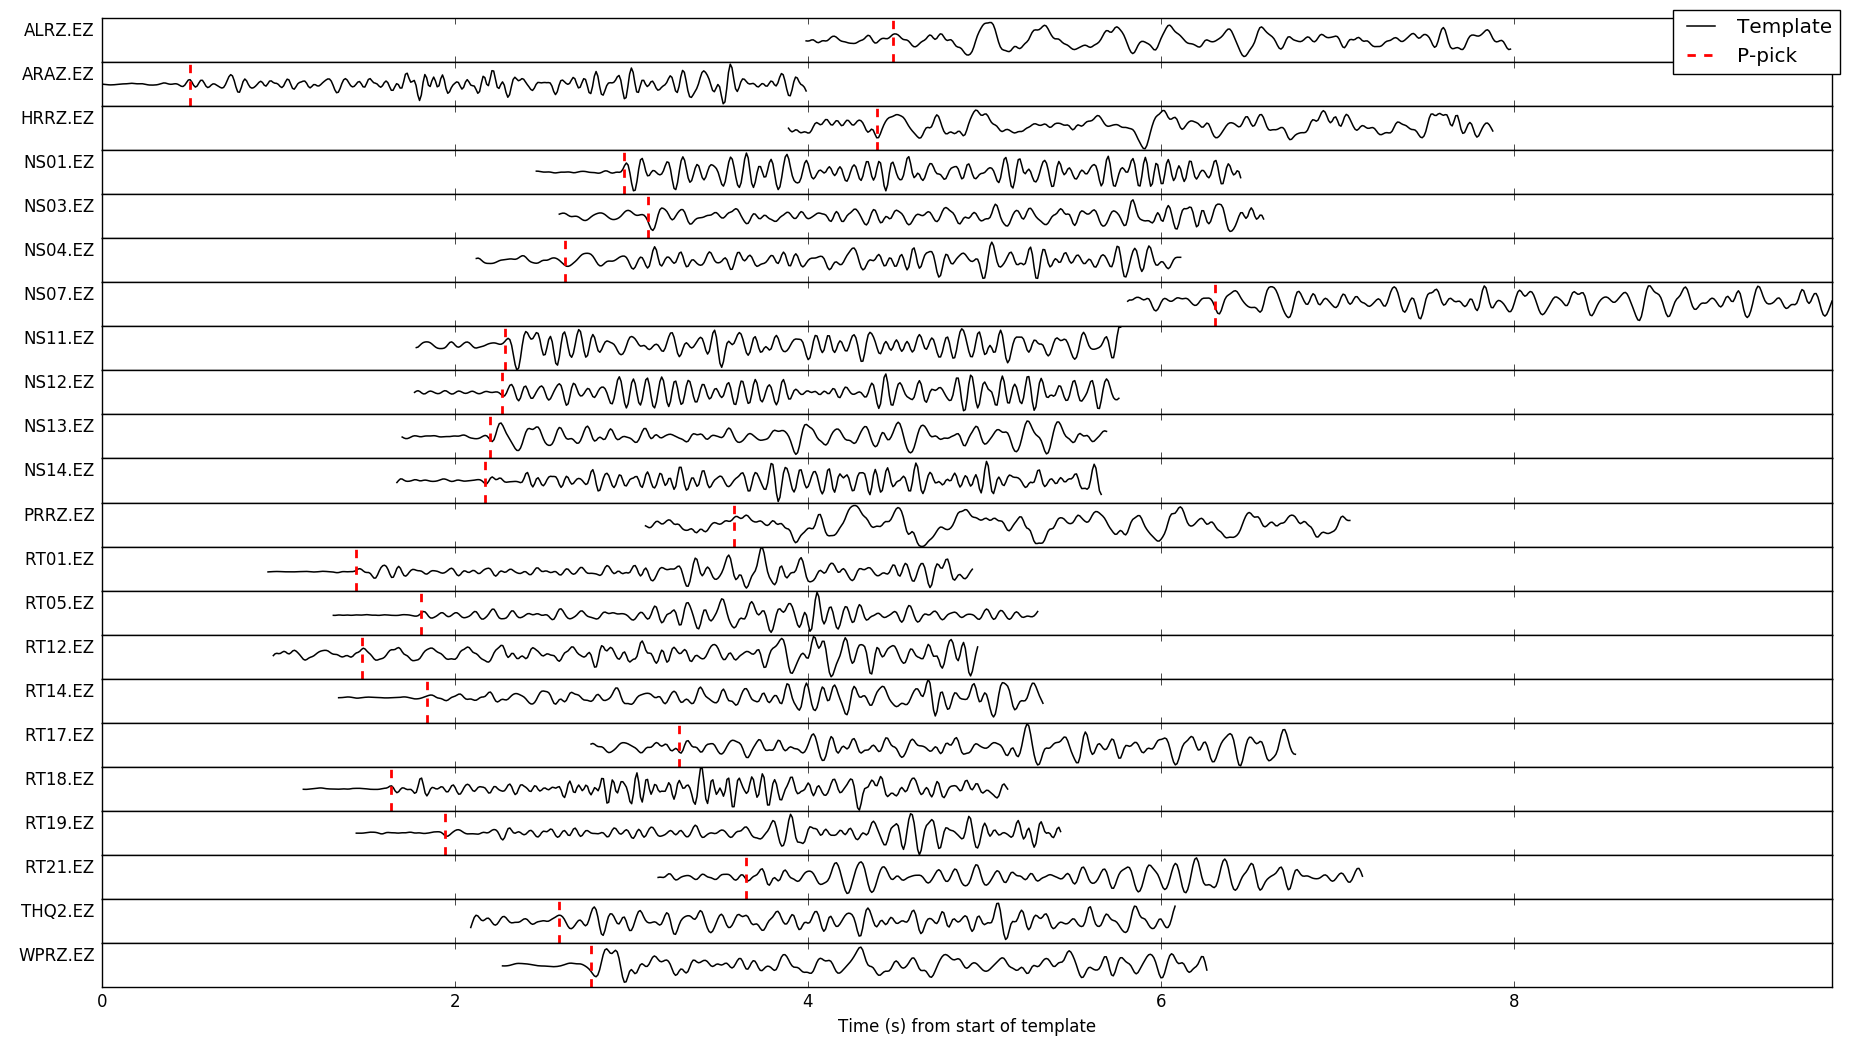 Template
P-pick
ALRZ.EZ
ARAZ.EZ
HRRZ.EZ
NS01.EZ
NS03.EZ
NS04.EZ
NS07.EZ
NS11.EZ
NS12.EZ
NS13.EZ
NS14.EZ
PRRZ.EZ
RT01.EZ
RT05.EZ
RT12.EZ
RT14.EZ
RT17.EZ
RT18.EZ
RT19.EZ
RT21.EZ
THQ2.EZ
WPRZ.EZ
0 2 4 6 8
Time (s) from start of template